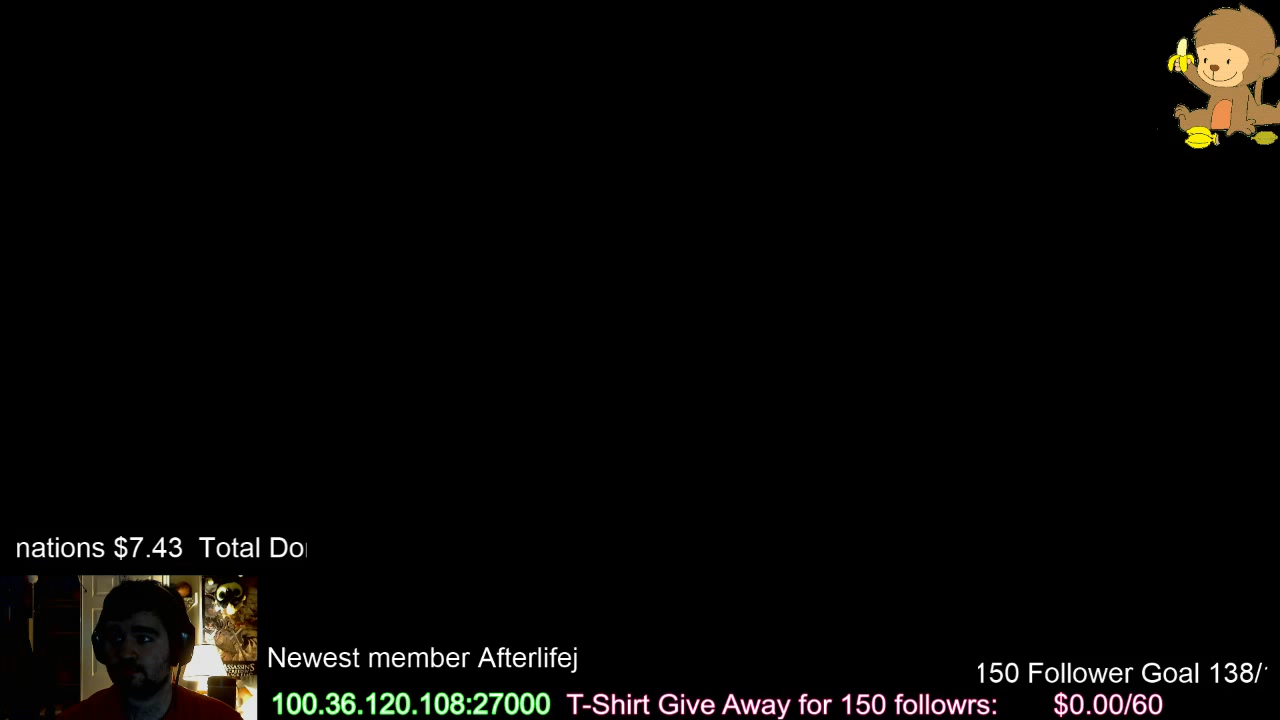 nations $7.43 Total Do
ASSASSIN'S
Newest member Afterlifej
150 Follower Goal 138/
100.36.120.108:27000 T-Shirt Give Away for 150 followrs: $0.00/60